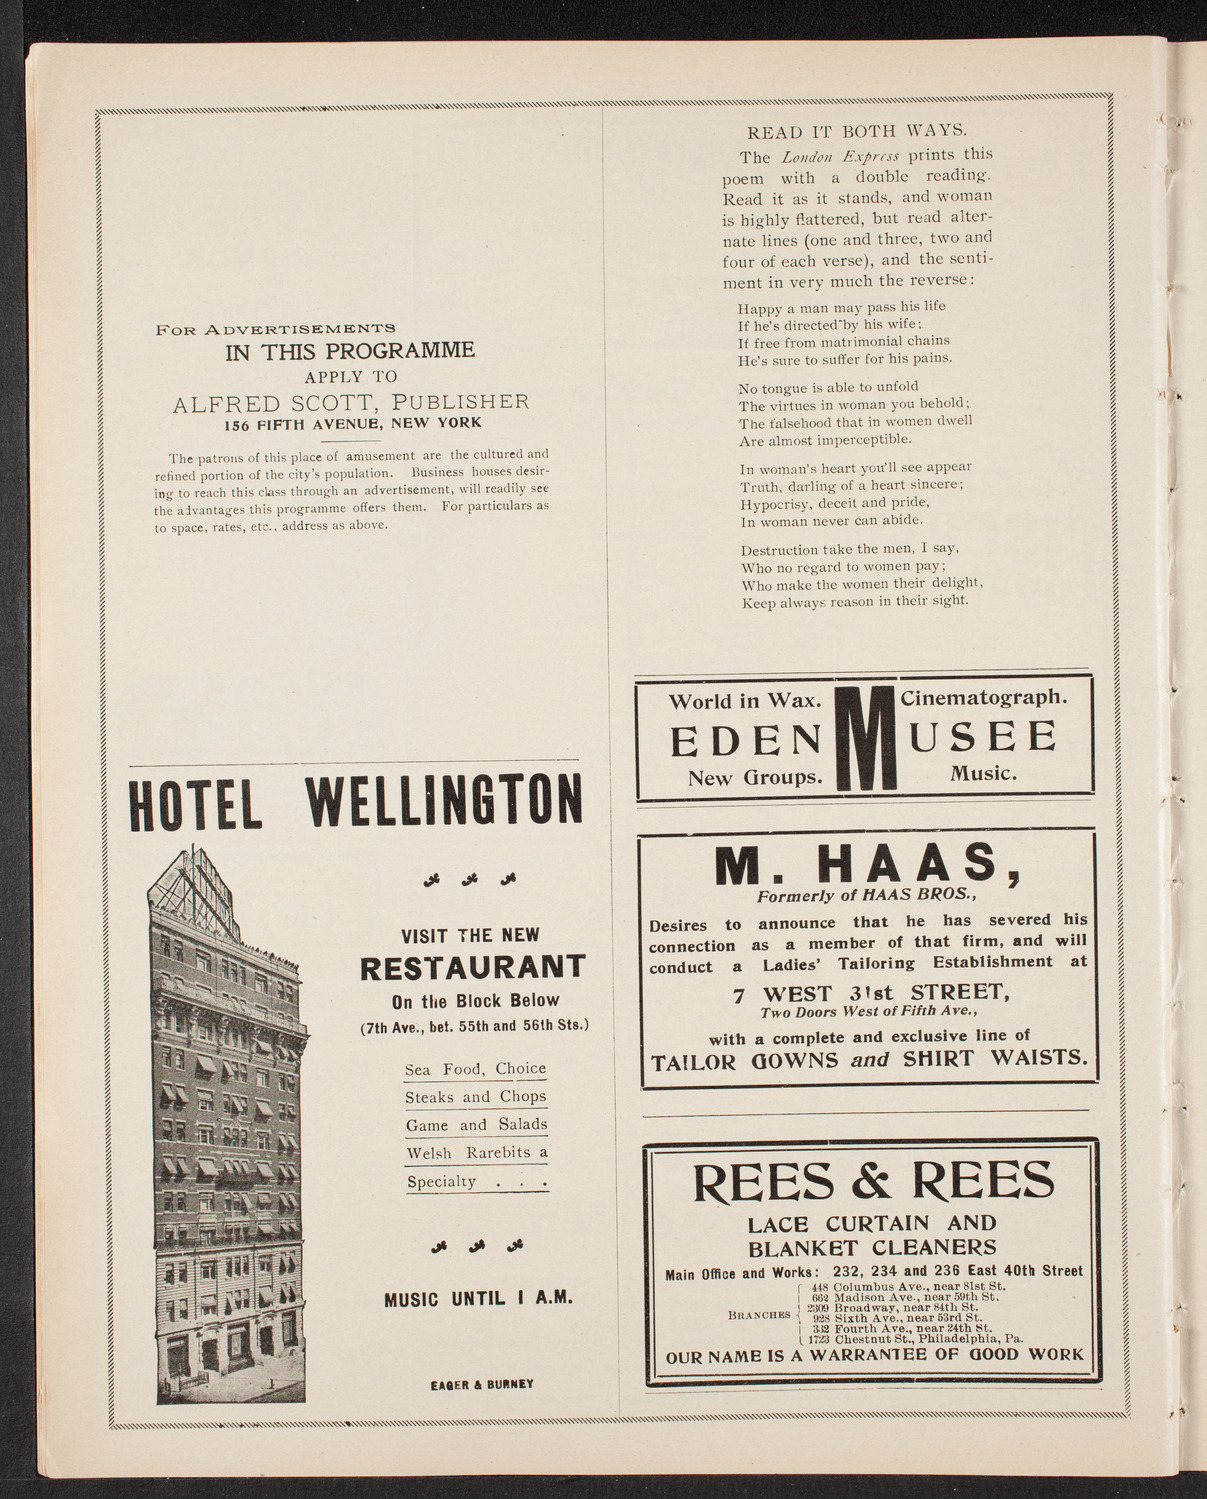 For Advertisements
IN THIS PROGRAMME
APPLY TO
ALFRED SCOTT, Publisher
156 FIFTH AVENUE, NEW YORK
The patrons of this place of amusement are the cultured and
refined portion of the city's population. Business houses desir-
ing to reach this class through an advertisement, will readily see
the advantages this programme offers them. For particulars as
to space, rates, etc., address as above.
HOTEL WELLINGTON
VISIT THE NEW
RESTAURANT
On the Block Below
(7th Ave., bet. 55th and 56th Sts.)
Sea Food, Choice
Steaks and Chops
Game and Salads
Welsh Rarebits a
Specialty . . .
MUSIC UNTIL 1 A.M.
EAGER & BURNEY
READ IT BOTH WAYS.
The London Express prints this
poem with a double reading.
Read it as it stands, and woman
is highly flattered, but read alter-
nate lines (one and three, two and
four of each verse), and the senti-
ment in very much the reverse:
Happy a man may pass his life
If he's directed by his wife;
If free from matrimonial chains
He's sure to suffer for his pains.
No tongue is able to unfold
The virtues in woman you behold;
The falsehood that in women dwell
Are almost imperceptible.
In woman's heart you'll see appear
Truth, darling of a heart sincere;
Hypocrisy, deceit and pride,
In woman never can abide.
Destruction take the men, I say,
Who no regard to women pay;
Who make the women their delight,
Keep always reason in their sight.
World in Wax. Cinematograph.
EDEN MUSEE
New Groups. Music.
M. HAAS,
Formerly of HAAS BROS.,
Desires to announce that he has severed his
connection as a member of that firm, and will
conduct a Ladies' Tailoring Establishment at
7 WEST 31st STREET,
Two Doors West of Fifth Ave.,
with a complete and exclusive line of
TAILOR GOWNS and SHIRT WAISTS.
REES & REES
LACE CURTAIN AND
BLANKET CLEANERS
Main Office and Works: 232, 234 and 236 East 40th Street
Branches
448 Columbus Ave., near 81st St.
662 Madison Ave., near 59th St.
2309 Broadway, near 84th St.
928 Sixth Ave., near 53rd St.
332 Fourth Ave., near 24th St.
1723 Chestnut St., Philadelphia, Pa.
OUR NAME IS A WARRANTEE OF GOOD WORK